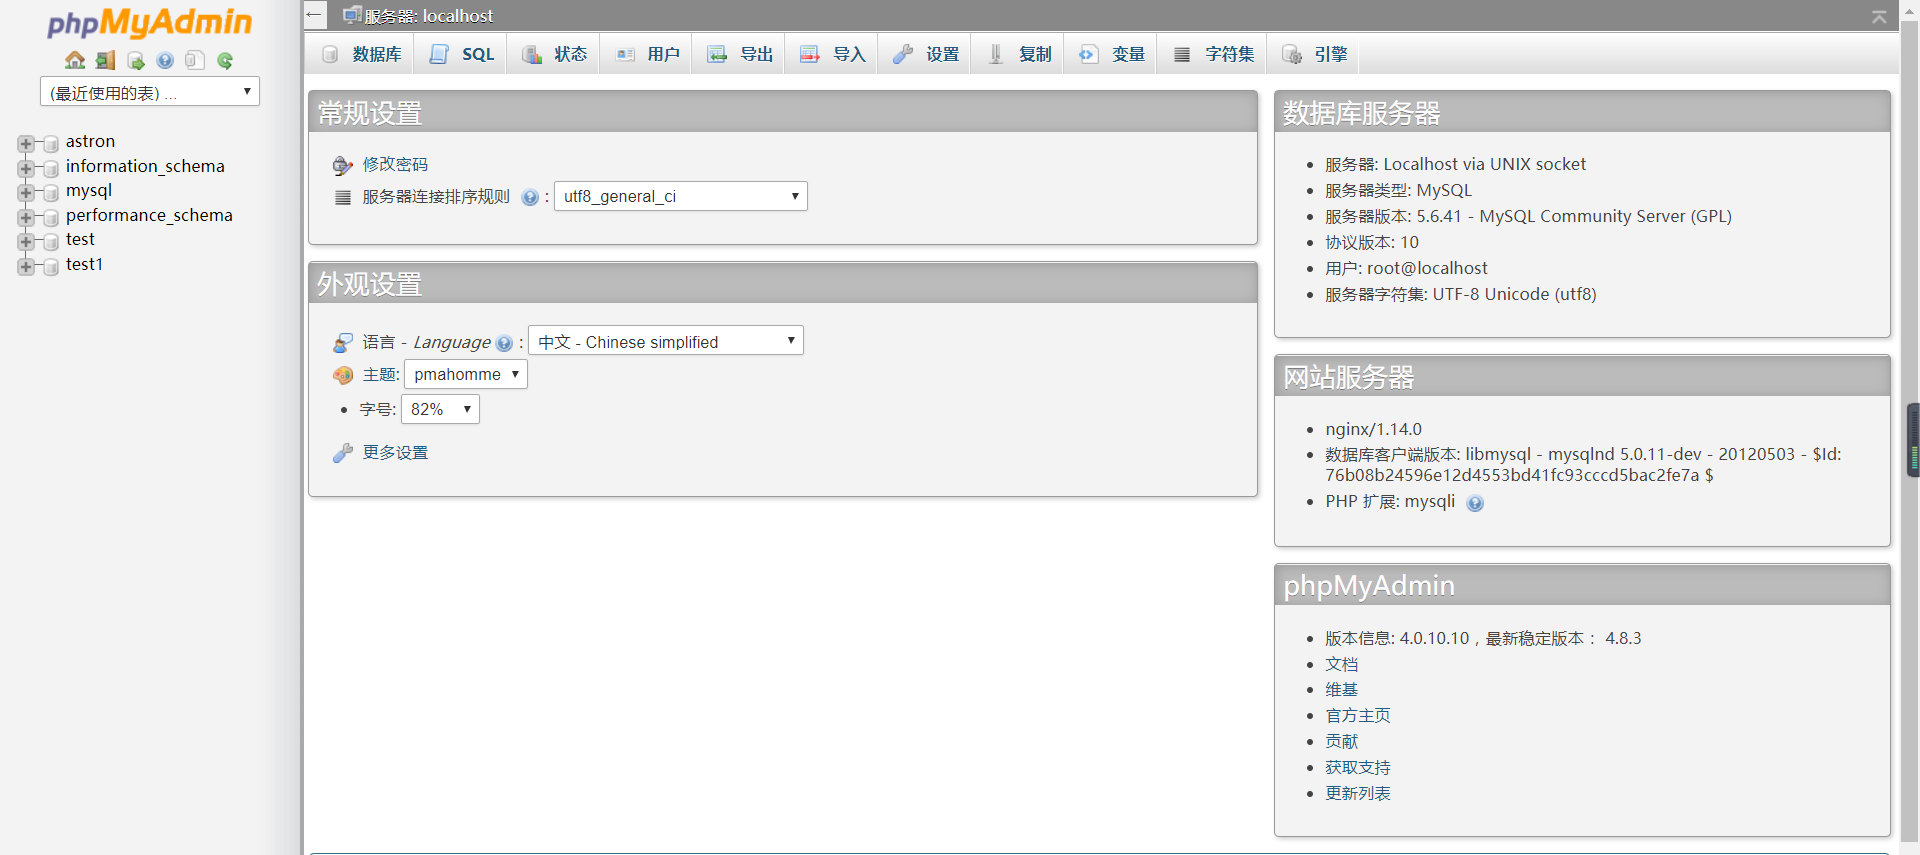 phpMyAdmin
(最近使用的表) ...
astron
information_schema
mysql
performance_schema
test
test1
← 服务器: localhost
数据库 SQL 状态 用户 导出 导入 设置 复制 变量 字符集 引擎
常规设置
修改密码
服务器连接排序规则 : utf8_general_ci
外观设置
语言 - Language : 中文 - Chinese simplified
主题: pmahomme
字号: 82%
更多设置
数据库服务器
服务器: Localhost via UNIX socket
服务器类型: MySQL
服务器版本: 5.6.41 - MySQL Community Server (GPL)
协议版本: 10
用户: root@localhost
服务器字符集: UTF-8 Unicode (utf8)
网站服务器
nginx/1.14.0
数据库客户端版本: libmysql - mysqlnd 5.0.11-dev - 20120503 - $Id:
76b08b24596e12d4553bd41fc93cccd5bac2fe7a $
PHP 扩展: mysqli
phpMyAdmin
版本信息: 4.0.10.10，最新稳定版本： 4.8.3
文档
维基
官方主页
贡献
获取支持
更新列表